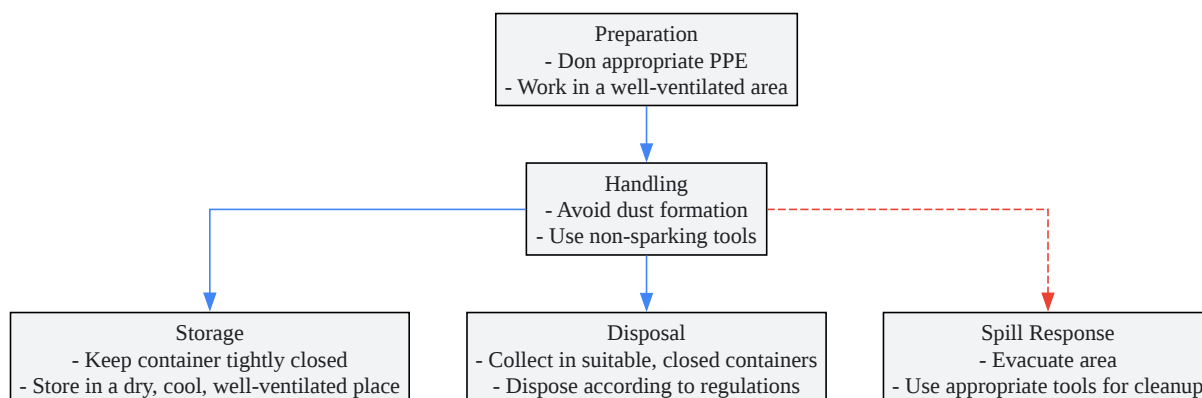 Preparation
- Don appropriate PPE
- Work in a well-ventilated area
Handling
- Avoid dust formation
- Use non-sparking tools
Storage
- Keep container tightly closed
- Store in a dry, cool, well-ventilated place
Disposal
- Collect in suitable, closed containers
- Dispose according to regulations
Spill Response
- Evacuate area
- Use appropriate tools for cleanup